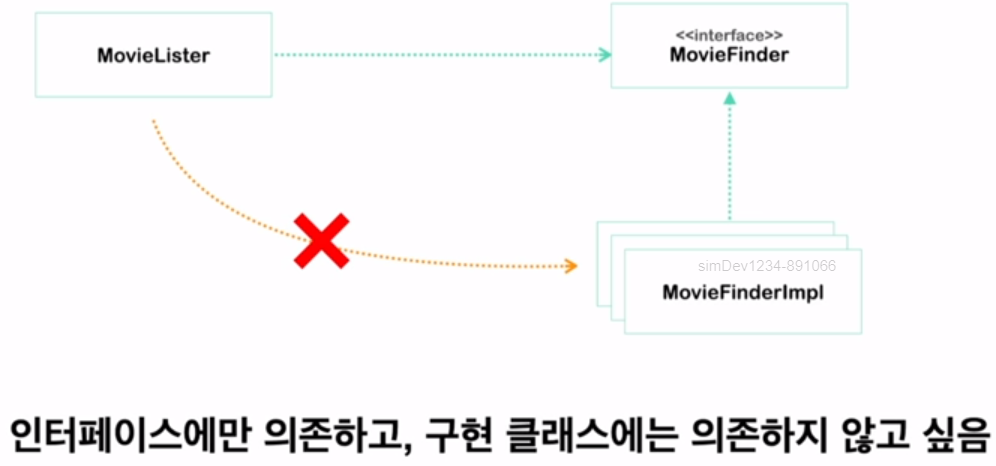 MovieLister
<<interface>>
MovieFinder
simDev1234-891066
MovieFinderImpl
인터페이스에만 의존하고, 구현 클래스에는 의존하지 않고 싶음